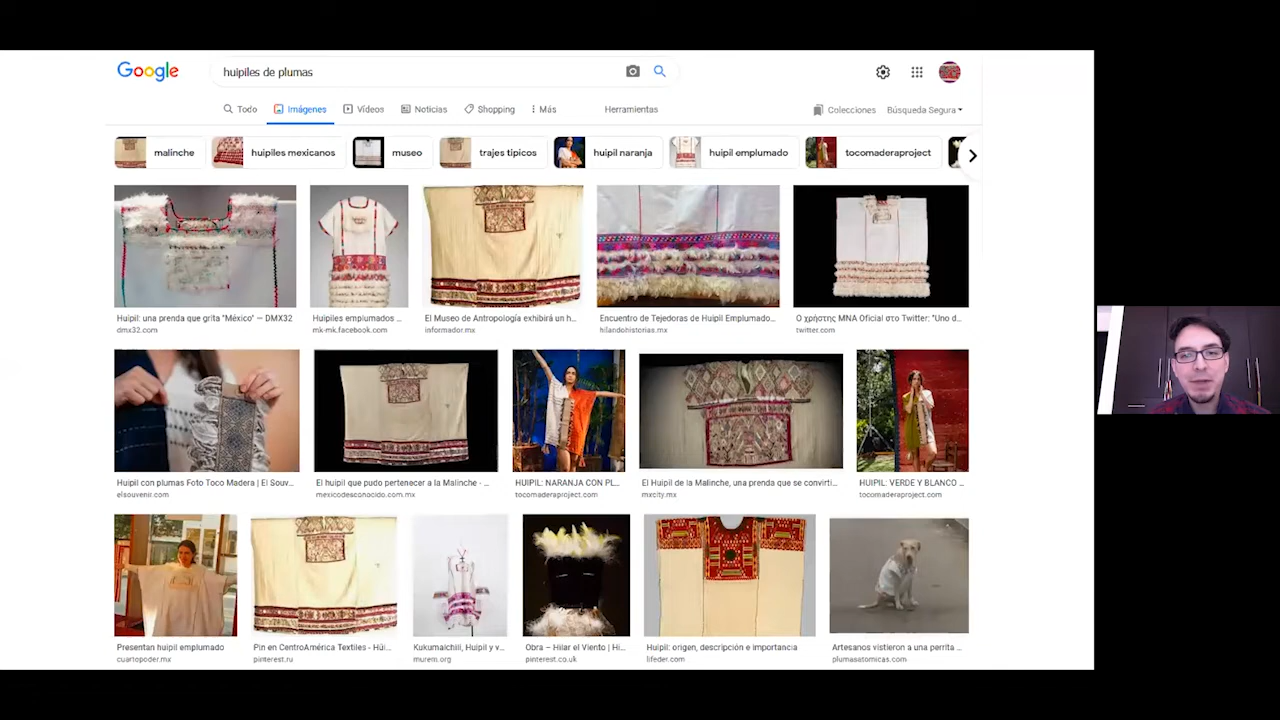 Google
huipiles de plumas
Todo Imágenes Vídeos Noticias Shopping Más Herramientas Colecciones Búsqueda Segura
malinche huipiles mexicanos museo trajes tipicos huipil naranja huipil emplumado tocomaderaproject
Huipil: una prenda que grita "México" — DMX32
dmx32.com
Huipiles emplumados ...
mk-mk.facebook.com
El Museo de Antropología exhibirá un h...
informador.mx
Encuentro de Tejedoras de Huipil Emplumado...
hilandohistorias.mx
Ο χρήστης MNA Oficial στο Twitter: "Uno d...
twitter.com
Huipil con plumas Foto Toco Madera | El Souv...
elsouvenir.com
El huipil que pudo pertenecer a la Malinche - ...
mexicodesconocido.com.mx
HUIPIL: NARANJA CON PL...
tocomaderaproject.com
El Huipil de la Malinche, una prenda que se convirti...
mxcity.mx
HUIPIL: VERDE Y BLANCO ...
tocomaderaproject.com
Presentan huipil emplumado
cuartopoder.mx
Pin en CentroAmérica Textiles - Hüi...
pinterest.ru
Kukumaichili, Huipil y v...
murem.org
Obra – Hilar el Viento | Hi...
pinterest.co.uk
Huipil: origen, descripción e importancia
lifeder.com
Artesanos vistieron a una perrita ...
plumasatomicas.com